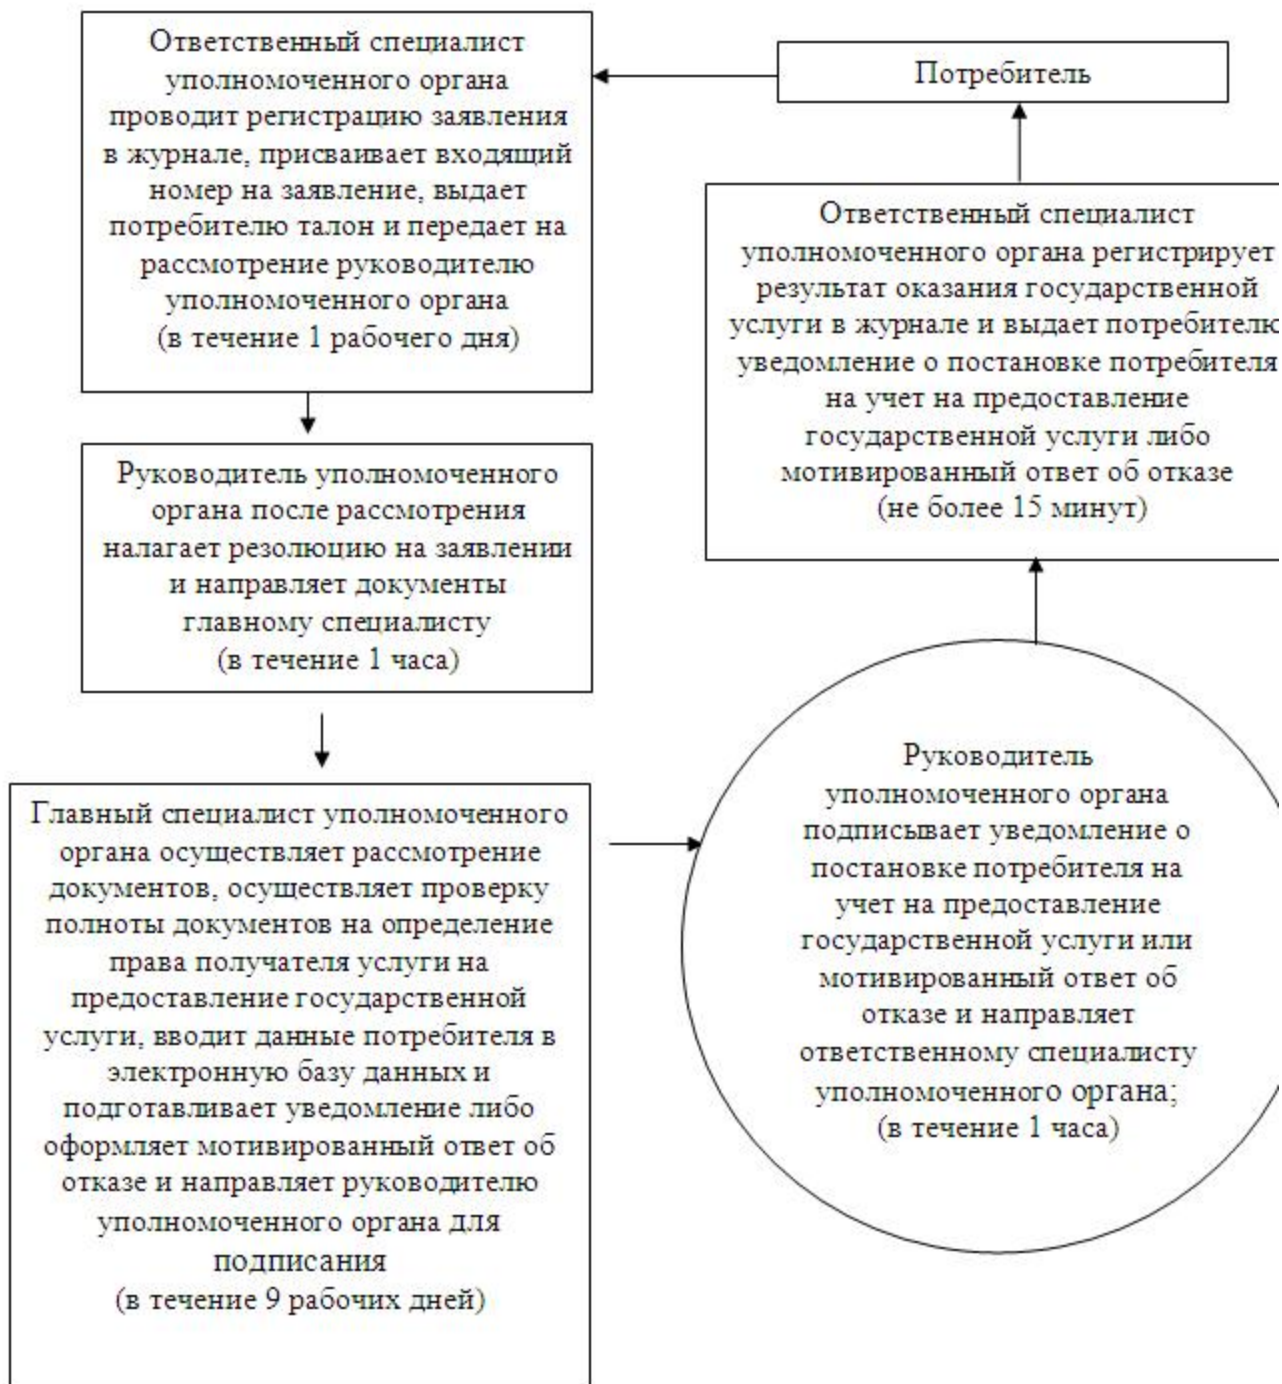 Ответственный специалист
уполномоченного органа
проводит регистрацию заявления
в журнале, присваивает входящий
номер на заявление, выдает
потребителю талон и передает на
рассмотрение руководителю
уполномоченного органа
(в течение 1 рабочего дня)
Потребитель
Ответственный специалист
уполномоченного органа регистрирует
результат оказания государственной
услуги в журнале и выдает потребителю
уведомление о постановке потребителя
на учет на предоставление
государственной услуги либо
мотивированный ответ об отказе
(не более 15 минут)
Руководитель уполномоченного
органа после рассмотрения
налагает резолюцию на заявлении
и направляет документы
главному специалисту
(в течение 1 часа)
Главный специалист уполномоченного
органа осуществляет рассмотрение
документов, осуществляет проверку
полноты документов на определение
права получателя услуги на
предоставление государственной
услуги, вводит данные потребителя в
электронную базу данных и
подготавливает уведомление либо
оформляет мотивированный ответ об
отказе и направляет руководителю
уполномоченного органа для
подписания
(в течение 9 рабочих дней)
Руководитель
уполномоченного органа
подписывает уведомление о
постановке потребителя на
учет на предоставление
государственной услуги или
мотивированный ответ об
отказе и направляет
ответственному специалисту
уполномоченного органа;
(в течение 1 часа)